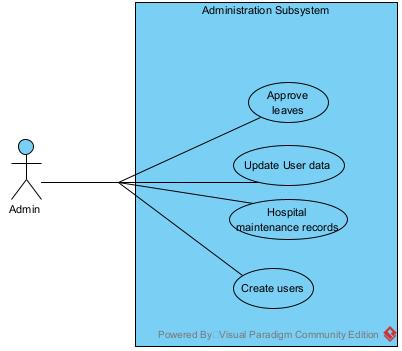 Administration Subsystem
Approve
leaves
Update User data
Admin
Hospital
maintenance records
Create users
Powered By Visual Paradigm Community Edition